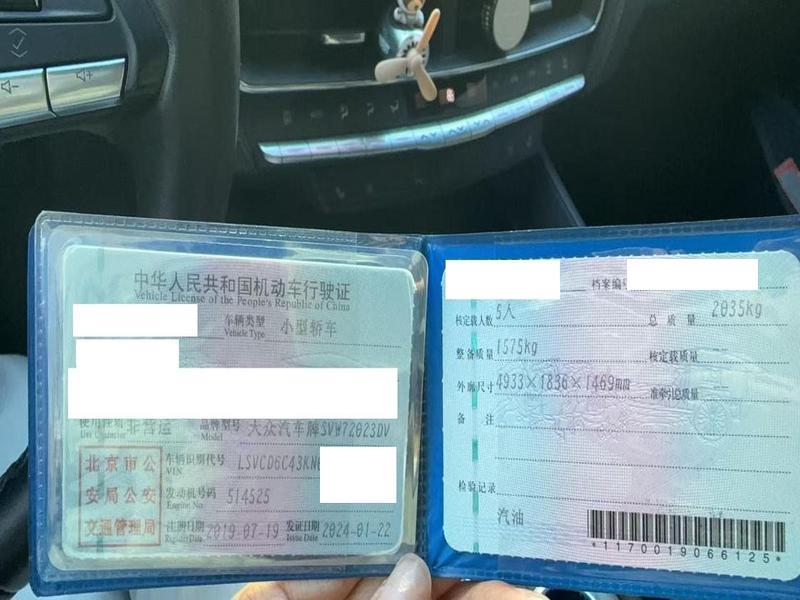 中华人民共和国机动车行驶证
Vehicle License of the People's Republic of China
车辆类型 小型轿车
Vehicle Type
使用性质 非营运 品牌型号 大众汽车牌SVW72023DV
Use Character Model
北京市公
安局公安
交通管理局
车辆识别代号 LSVCD6C43KN
VIN
发动机号码 514525
Engine No.
注册日期 2019-07-19 发证日期 2024-01-22
Register Date Issue Date
档案编号
核定载人数 5人 总质量 2035kg
整备质量 1575kg 核定载质量
外廓尺寸 4933×1836×1469mm 准牵引总质量
备注
检验记录
汽油
*1170019066125*